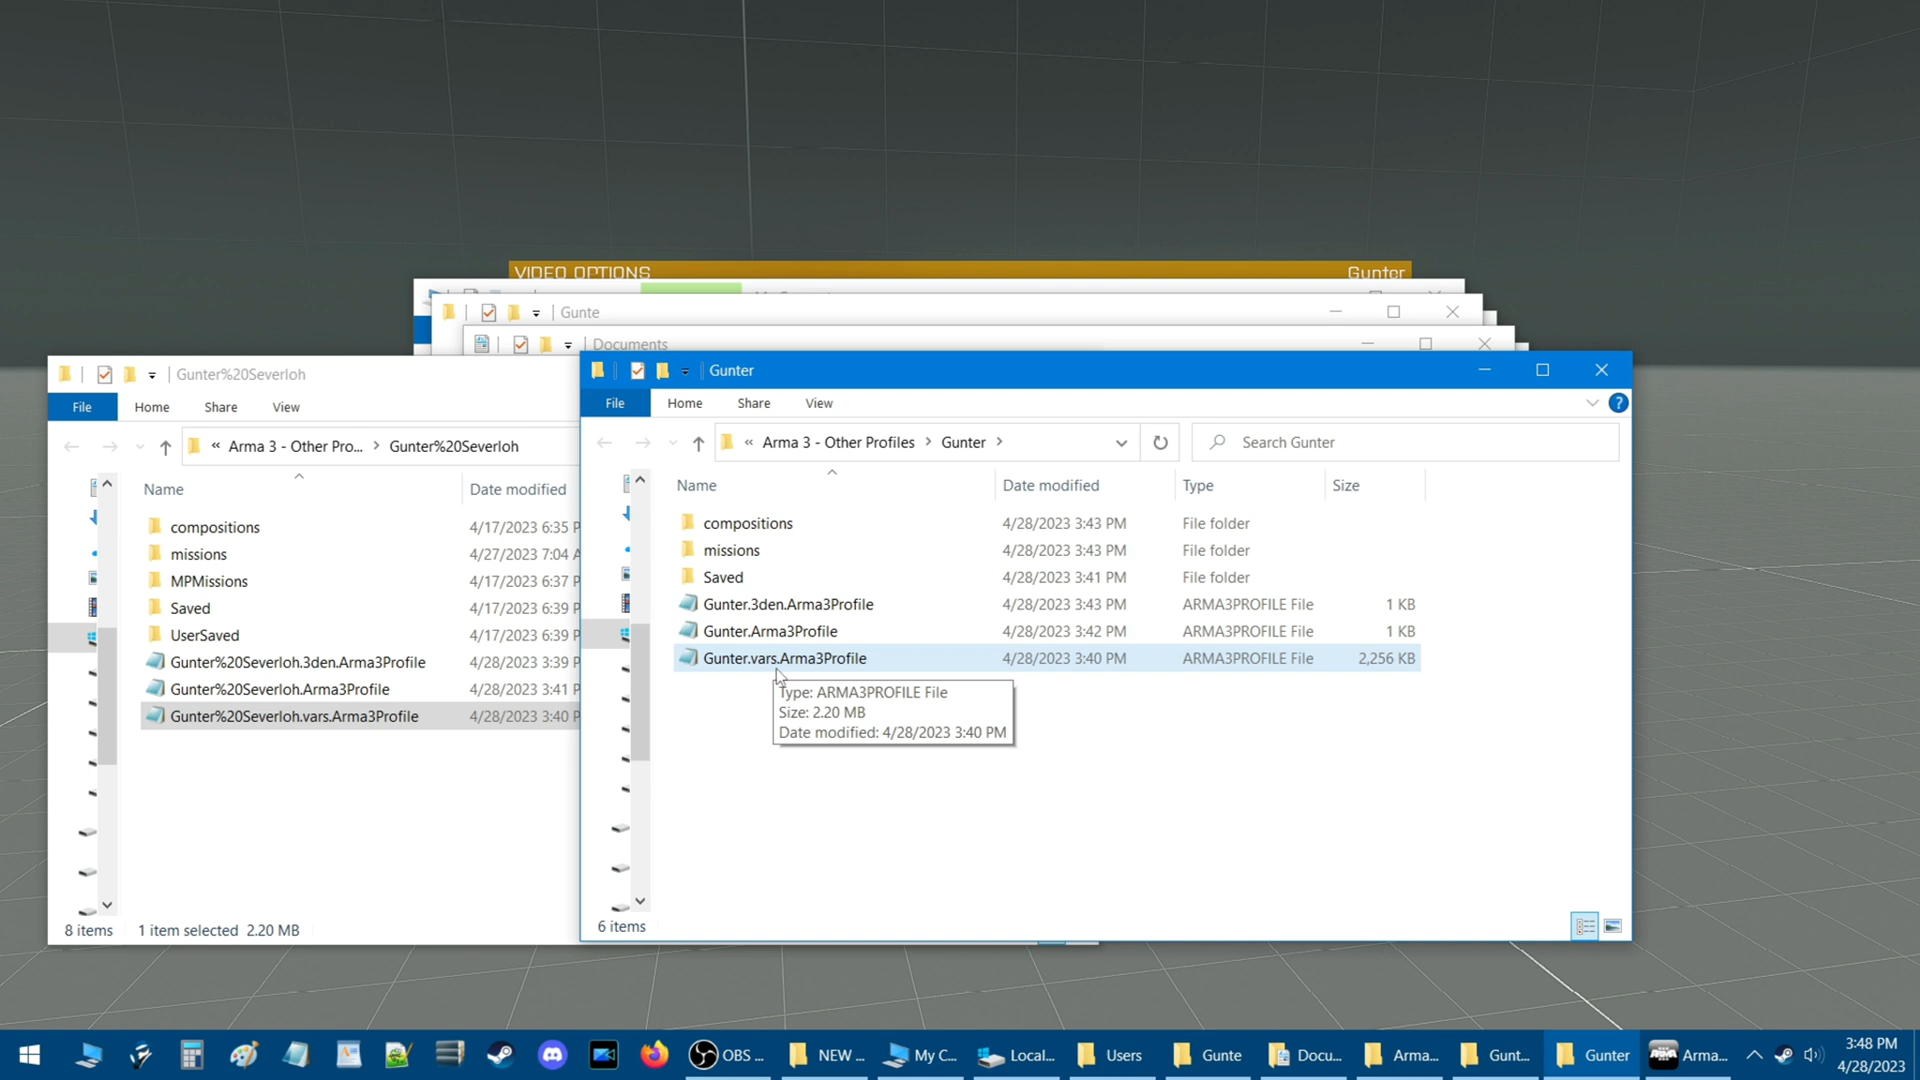 VIDEO OPTIONS Gunter
Gunte
Documents
Gunter%20Severloh
File Home Share View
« Arma 3 - Other Pro... > Gunter%20Severloh
Name Date modified
compositions 4/17/2023 6:35 P
missions 4/27/2023 7:04 A
MPMissions 4/17/2023 6:37 P
Saved 4/17/2023 6:39 P
UserSaved 4/17/2023 6:39 P
Gunter%20Severloh.3den.Arma3Profile 4/28/2023 3:39 P
Gunter%20Severloh.Arma3Profile 4/28/2023 3:41 P
Gunter%20Severloh.vars.Arma3Profile 4/28/2023 3:40 P
8 items 1 item selected 2.20 MB
Gunter
File Home Share View
« Arma 3 - Other Profiles > Gunter > Search Gunter
Name Date modified Type Size
compositions 4/28/2023 3:43 PM File folder
missions 4/28/2023 3:43 PM File folder
Saved 4/28/2023 3:41 PM File folder
Gunter.3den.Arma3Profile 4/28/2023 3:43 PM ARMA3PROFILE File 1 KB
Gunter.Arma3Profile 4/28/2023 3:42 PM ARMA3PROFILE File 1 KB
Gunter.vars.Arma3Profile 4/28/2023 3:40 PM ARMA3PROFILE File 2,256 KB
Type: ARMA3PROFILE File
Size: 2.20 MB
Date modified: 4/28/2023 3:40 PM
6 items
OBS ... NEW ... My C... Local... Users Gunte Docu... Arma... Gunt... Gunter Arma... 3:48 PM
4/28/2023